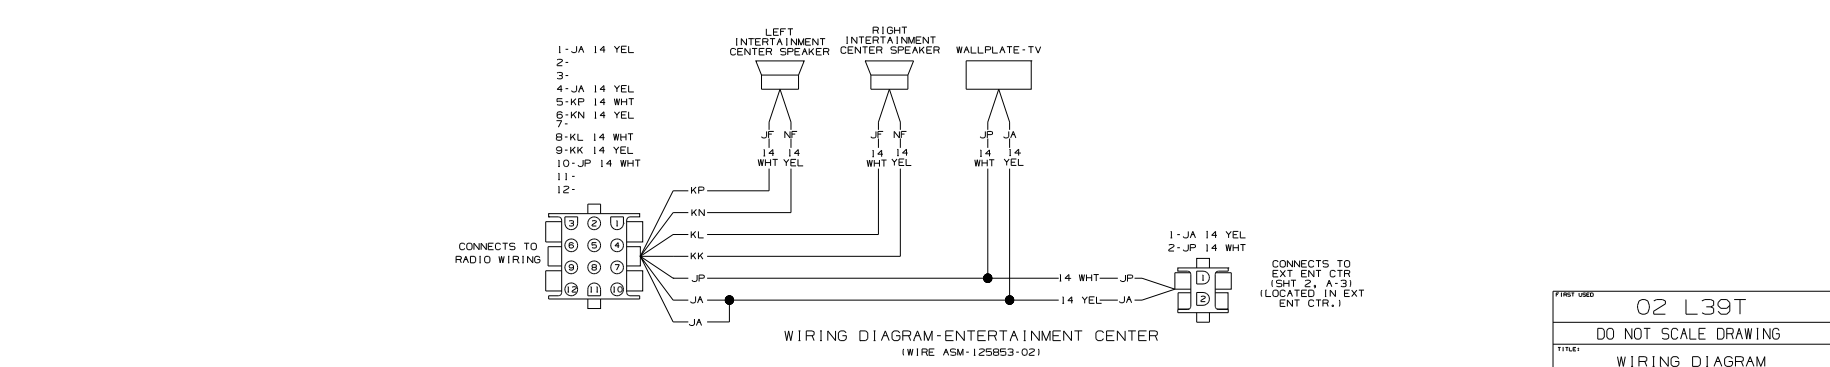 1-JA 14 YEL
2-
3-
4-JA 14 YEL
5-KP 14 WHT
6-KN 14 YEL
7-
8-KL 14 WHT
9-KK 14 YEL
10-JP 14 WHT
11-
12-
LEFT
INTERTAINMENT
CENTER SPEAKER
RIGHT
INTERTAINMENT
CENTER SPEAKER
WALLPLATE-TV
JF NF
14 14
WHT YEL
JF NF
14 14
WHT YEL
JP JA
14 14
WHT YEL
KP
KN
KL
KK
JP
JA
JA
CONNECTS TO
RADIO WIRING
3 2 1
6 5 4
9 8 7
12 11 10
14 WHT JP
14 YEL JA
1-JA 14 YEL
2-JP 14 WHT
1
2
CONNECTS TO
EXT ENT CTR
(SHT 2, A-3)
(LOCATED IN EXT
ENT CTR.)
WIRING DIAGRAM-ENTERTAINMENT CENTER
(WIRE ASM-125853-02)
FIRST USED
02 L39T
DO NOT SCALE DRAWING
TITLE:
WIRING DIAGRAM